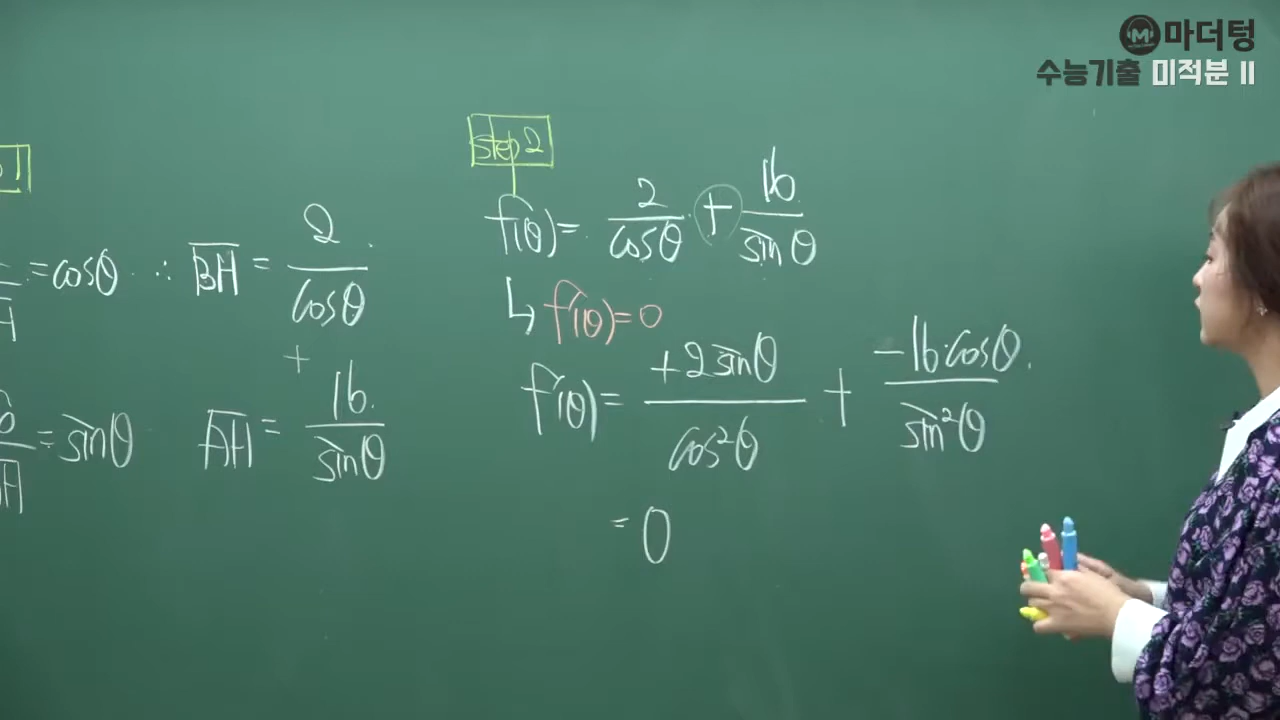 마더텅
수능기출 미적분 II
step 2
f(θ) = 2/cosθ + 16/sinθ
↳ f'(θ) = 0
f'(θ) = +2sinθ/cos²θ + -16·cosθ/sin²θ
= 0
= cosθ ∴ BH = 2/cosθ
+
= sinθ AH = 16/sinθ